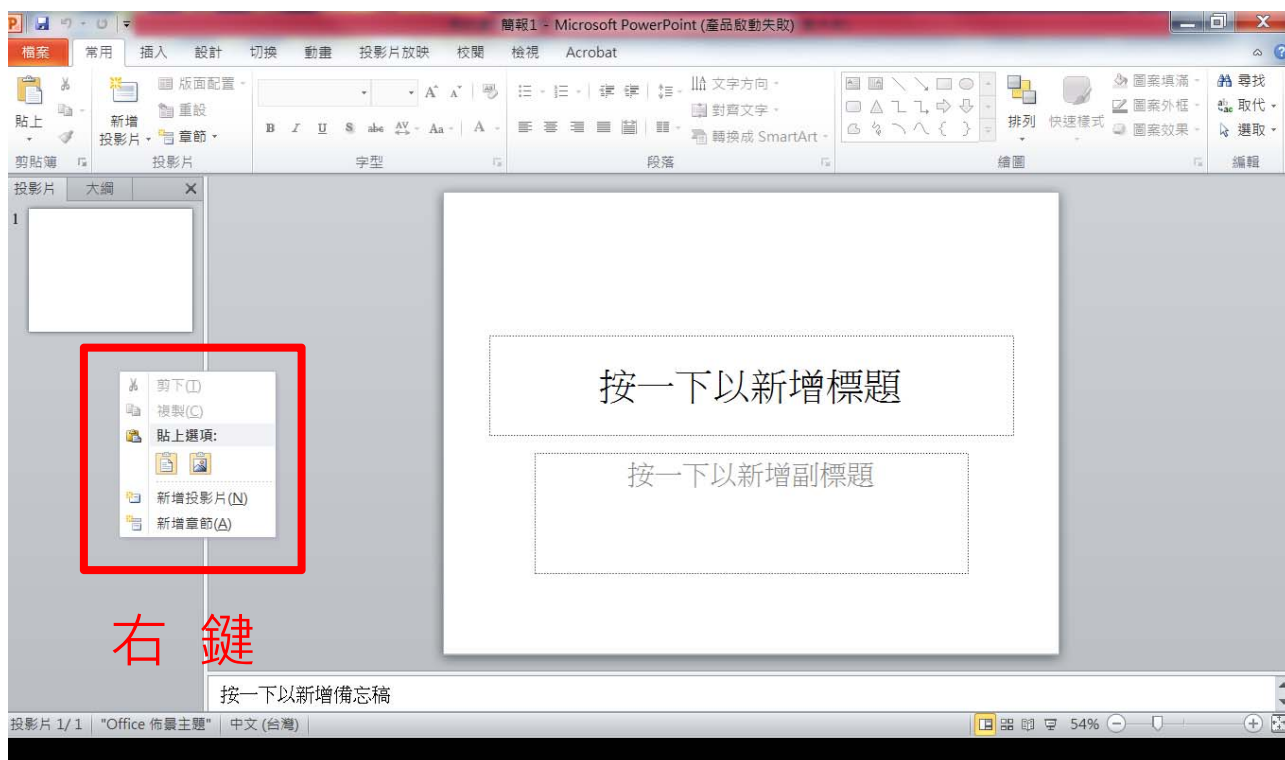 簡報1 - Microsoft PowerPoint (產品啟動失敗)
檔案 常用 插入 設計 切換 動畫 投影片放映 校閱 檢視 Acrobat
貼上
新增
投影片
版面配置
重設
章節
B I U S abc AV Aa A
文字方向
對齊文字
轉換成 SmartArt
排列
快速樣式
圖案填滿
圖案外框
圖案效果
尋找
取代
選取
剪貼簿 投影片 字型 段落 繪圖 編輯
投影片 大綱
1
剪下(T)
複製(C)
貼上選項:
新增投影片(N)
新增章節(A)
右 鍵
按一下以新增標題
按一下以新增副標題
按一下以新增備忘稿
投影片 1/1 "Office 佈景主題" 中文 (台灣) 54%